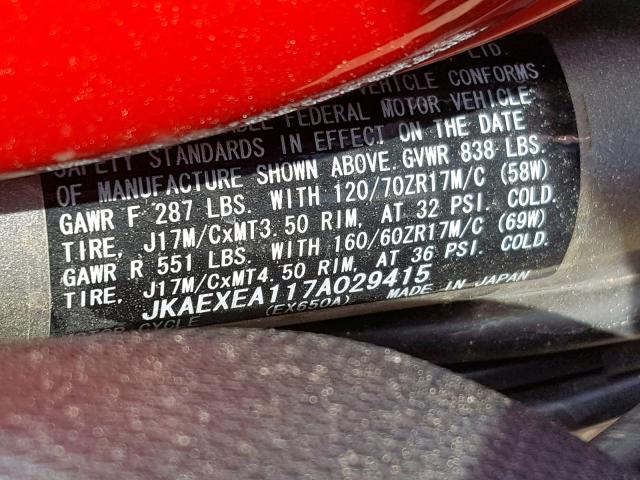 LTD.
VEHICLE CONFORMS
FEDERAL MOTOR VEHICLE
SAFETY STANDARDS IN EFFECT ON THE DATE
OF MANUFACTURE SHOWN ABOVE. GVWR 838 LBS.
GAWR F 287 LBS. WITH 120/70ZR17M/C (58W)
TIRE, J17M/CxMT3.50 RIM, AT 32 PSI. COLD.
GAWR R 551 LBS. WITH 160/60ZR17M/C (69W)
TIRE, J17M/CxMT4.50 RIM, AT 36 PSI. COLD.
JKAEXEA117A029415
CYCLE (EX650A) MADE IN JAPAN